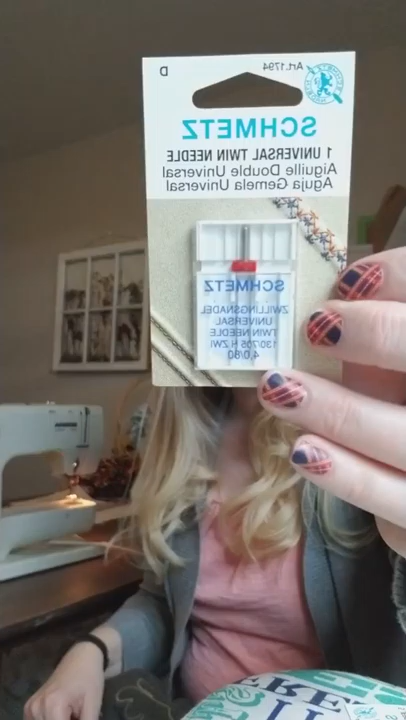 Art.1794
D
SCHMETZ
1 UNIVERSAL TWIN NEEDLE
Aiguille Double Universal
Aguja Gemela Universal
SCHMETZ
ZWILLINGSNADEL
UNIVERSAL
TWIN NEEDLE
130/705 H ZWI
4,0/80